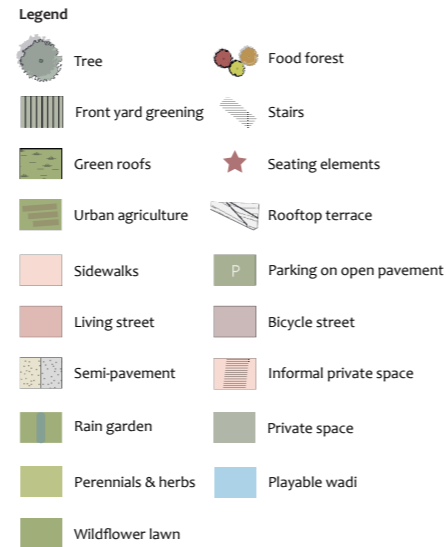 Legend
Tree
Food forest
Front yard greening
Stairs
Green roofs
Seating elements
Urban agriculture
Rooftop terrace
Sidewalks
P
Parking on open pavement
Living street
Bicycle street
Semi-pavement
Informal private space
Rain garden
Private space
Perennials & herbs
Playable wadi
Wildflower lawn